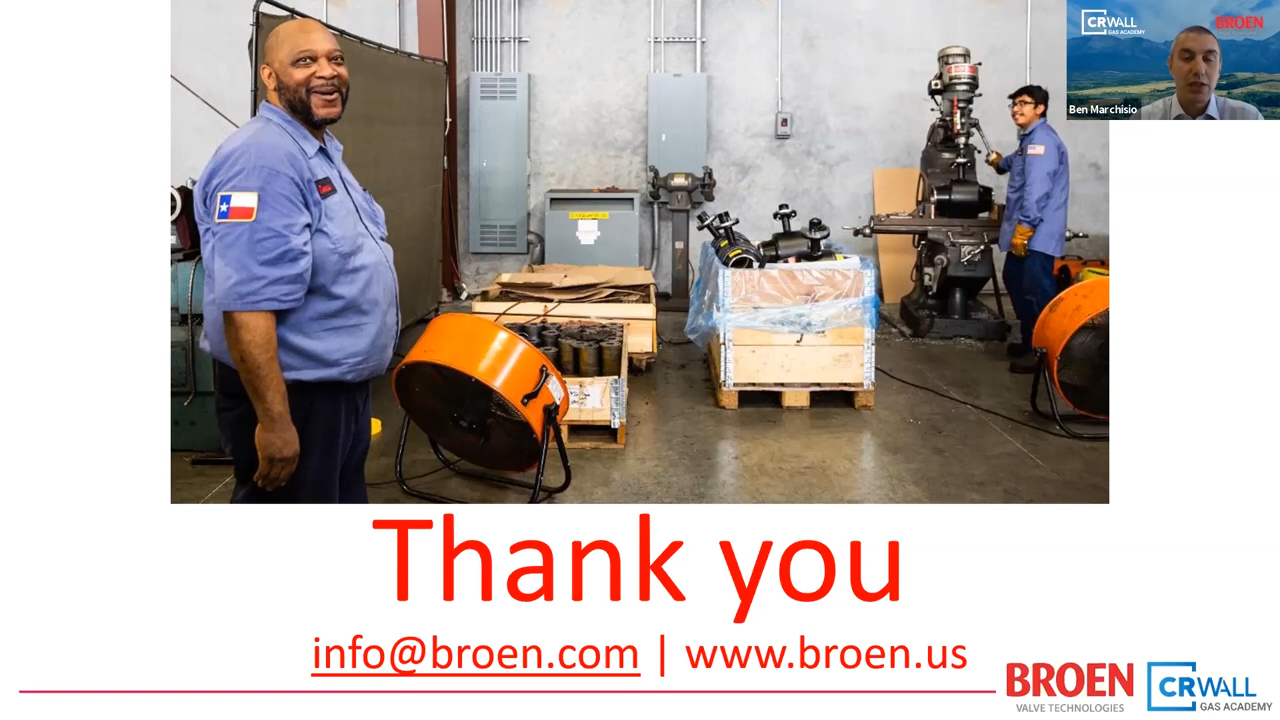 CRWALL
GAS ACADEMY
BROEN
Ben Marchisio
Thank you
info@broen.com | www.broen.us
BROEN
VALVE TECHNOLOGIES
CRWALL
GAS ACADEMY